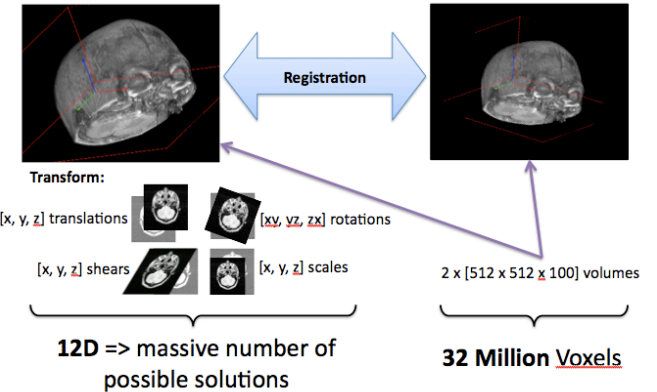 Registration
Transform:
[x, y, z] translations
[xy, yz, zx] rotations
[x, y, z] shears
[x, y, z] scales
2 x [512 x 512 x 100] volumes
12D => massive number of
possible solutions
32 Million Voxels